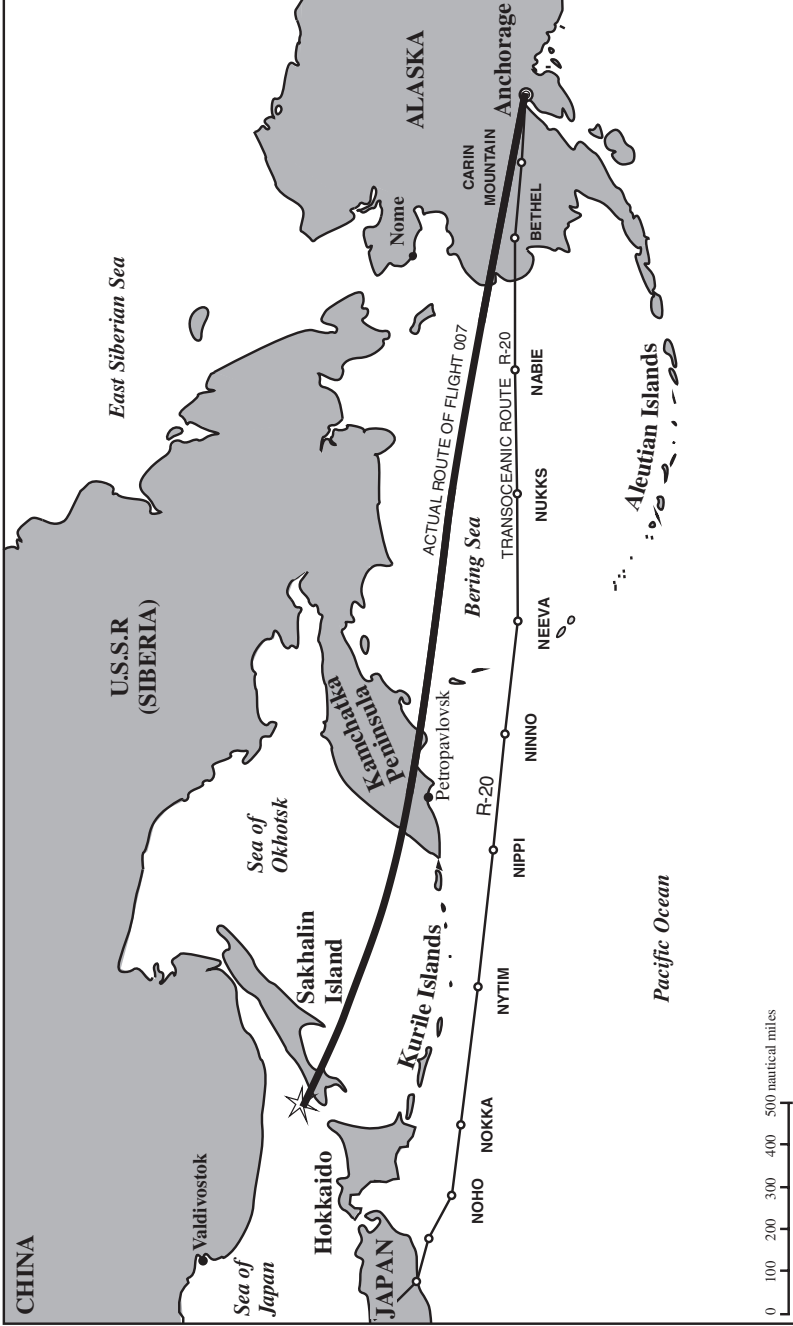 CHINA
U.S.S.R
(SIBERIA)
East Siberian Sea
ALASKA
Anchorage
Nome
CARIN
MOUNTAIN
BETHEL
Valdivostok
Sea of
Japan
Sea of
Okhotsk
Kamchatka
Peninsula
Petropavlovsk
ACTUAL ROUTE OF FLIGHT 007
TRANSOCEANIC ROUTE R-20
Bering Sea
Sakhalin
Island
Hokkaido
JAPAN
Kurile Islands
R-20
NOHO
NOKKA
NYTIM
NIPPI
NINNO
NEEVA
NUKKS
NABIE
Aleutian Islands
Pacific Ocean
0 100 200 300 400 500 nautical miles